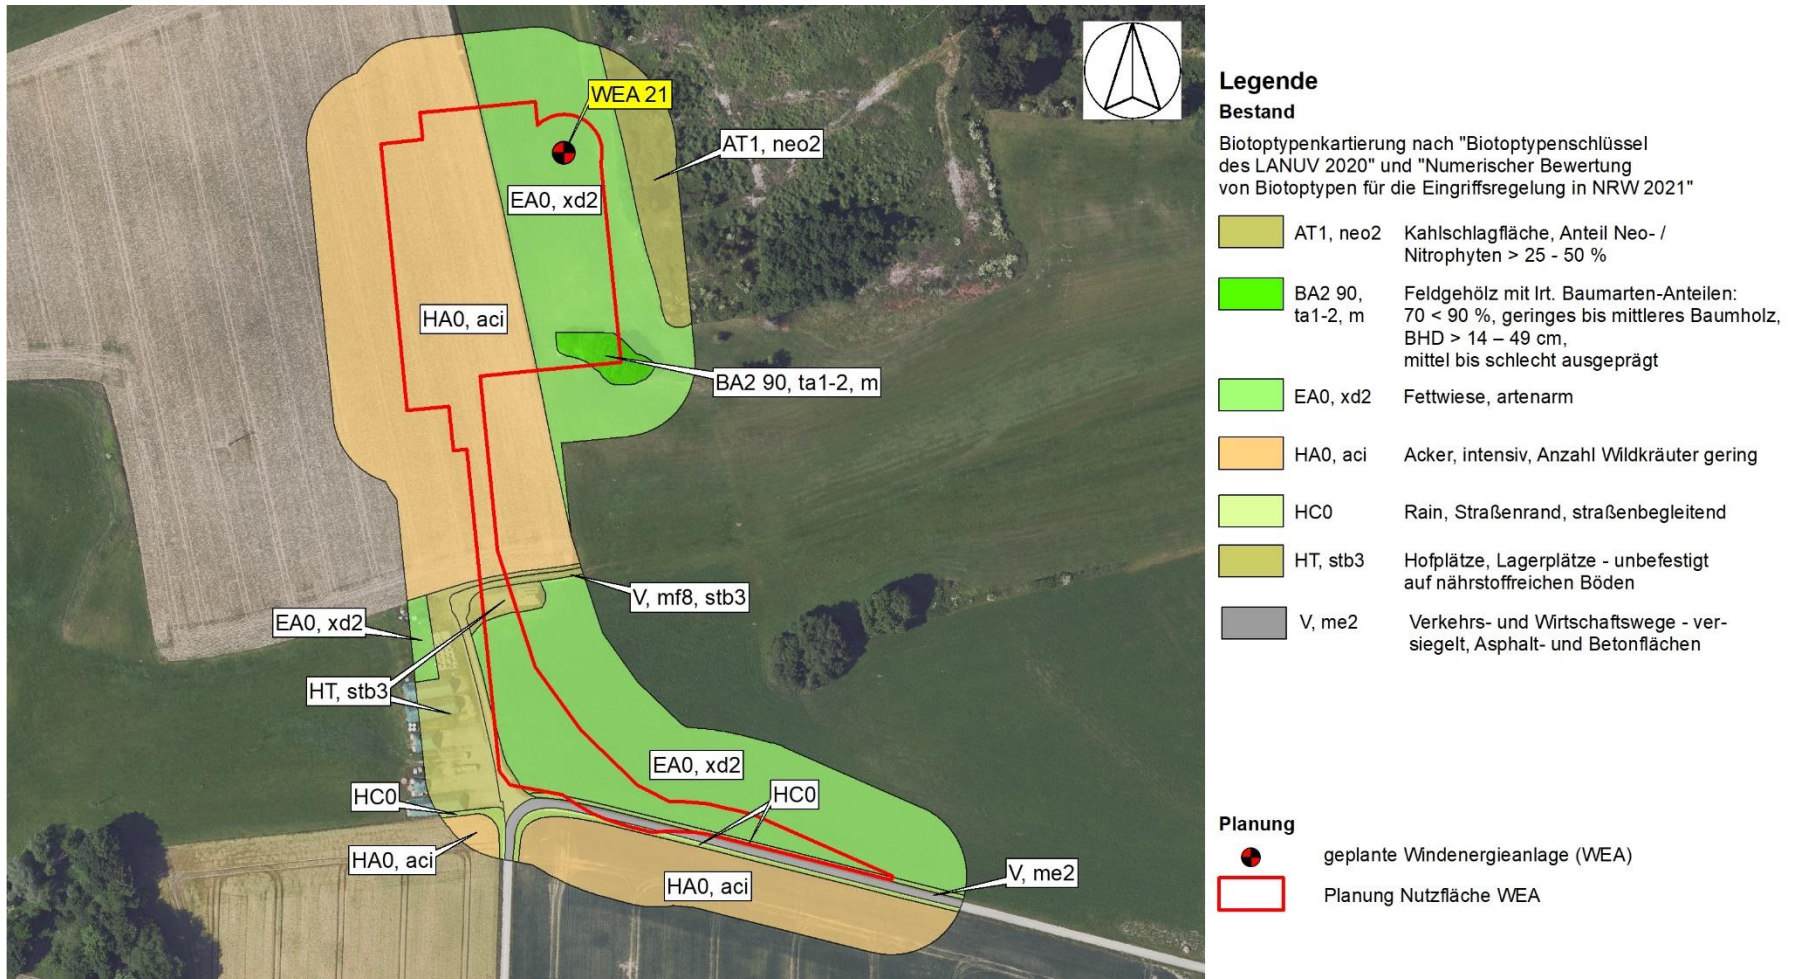 WEA 21
AT1, neo2
EA0, xd2
HA0, aci
BA2 90, ta1-2, m
V, mf8, stb3
EA0, xd2
HT, stb3
EA0, xd2
HC0
HC0
HA0, aci
V, me2
HA0, aci
Legende
Bestand
Biotoptypenkartierung nach "Biotoptypenschlüssel
des LANUV 2020" und "Numerischer Bewertung
von Biotoptypen für die Eingriffsregelung in NRW 2021"
AT1, neo2 Kahlschlagfläche, Anteil Neo- /
Nitrophyten > 25 - 50 %
BA2 90, Feldgehölz mit lrt. Baumarten-Anteilen:
ta1-2, m 70 < 90 %, geringes bis mittleres Baumholz,
BHD > 14 – 49 cm,
mittel bis schlecht ausgeprägt
EA0, xd2 Fettwiese, artenarm
HA0, aci Acker, intensiv, Anzahl Wildkräuter gering
HC0 Rain, Straßenrand, straßenbegleitend
HT, stb3 Hofplätze, Lagerplätze - unbefestigt
auf nährstoffreichen Böden
V, me2 Verkehrs- und Wirtschaftswege - ver-
siegelt, Asphalt- und Betonflächen
Planung
geplante Windenergieanlage (WEA)
Planung Nutzfläche WEA